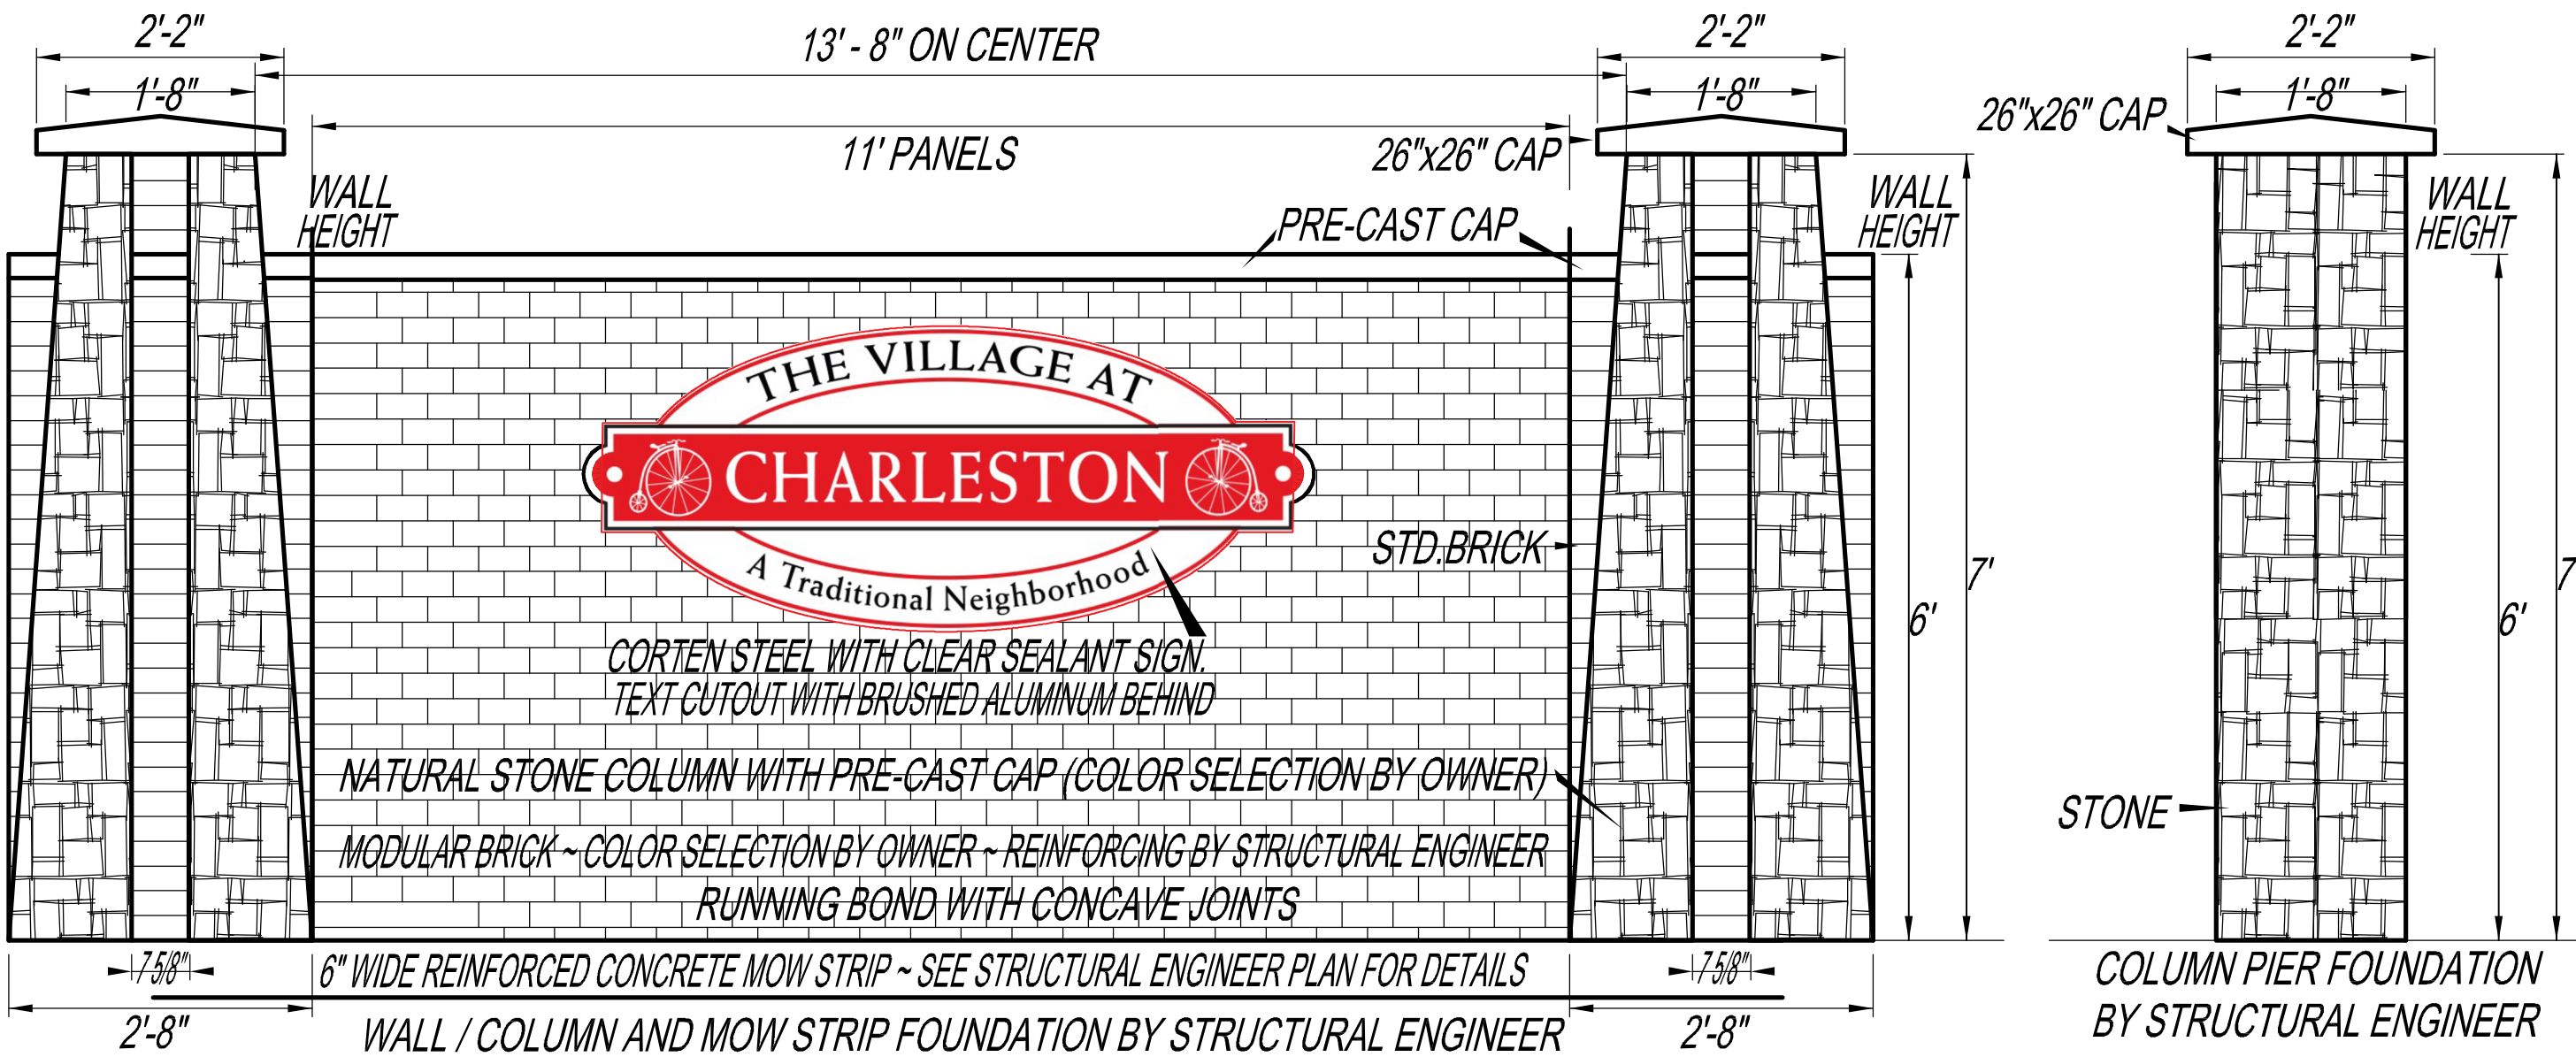 2'-2"
13' - 8" ON CENTER
2'-2"
2'-2"
1'-8"
1'-8"
1'-8"
26"x26" CAP
11' PANELS
26"x26" CAP
WALL
HEIGHT
WALL
HEIGHT
WALL
HEIGHT
PRE-CAST CAP
THE VILLAGE AT
CHARLESTON
A Traditional Neighborhood
STD.BRICK
7'
7'
6'
6'
CORTEN STEEL WITH CLEAR SEALANT SIGN.
TEXT CUTOUT WITH BRUSHED ALUMINUM BEHIND
NATURAL STONE COLUMN WITH PRE-CAST CAP (COLOR SELECTION BY OWNER)
STONE
MODULAR BRICK ~ COLOR SELECTION BY OWNER ~ REINFORCING BY STRUCTURAL ENGINEER
RUNNING BOND WITH CONCAVE JOINTS
7 5/8"
6" WIDE REINFORCED CONCRETE MOW STRIP ~ SEE STRUCTURAL ENGINEER PLAN FOR DETAILS
7 5/8"
COLUMN PIER FOUNDATION
BY STRUCTURAL ENGINEER
2'-8"
WALL / COLUMN AND MOW STRIP FOUNDATION BY STRUCTURAL ENGINEER
2'-8"